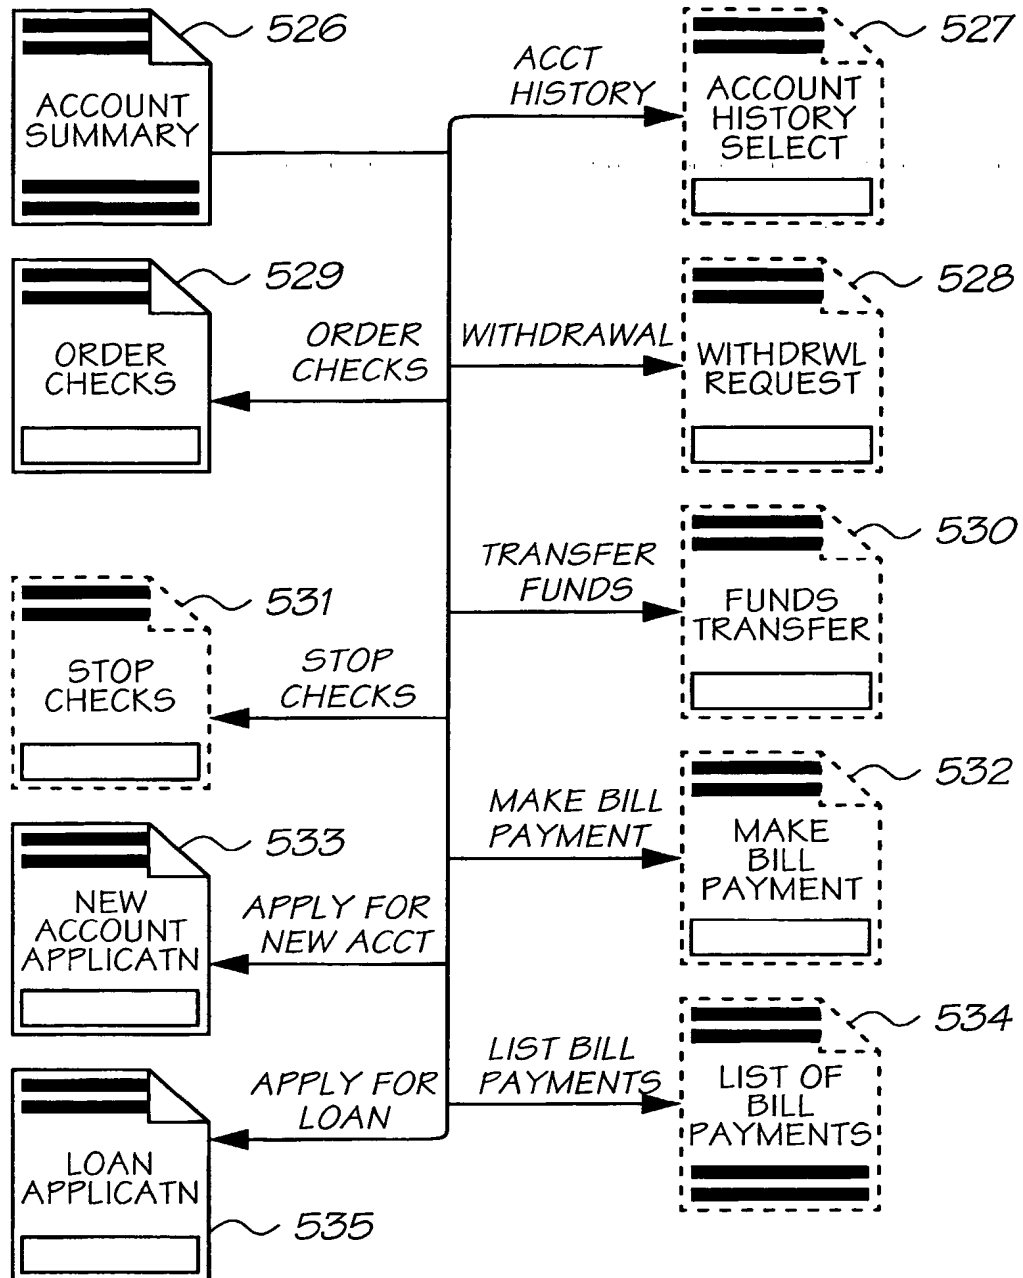 526
ACCOUNT
SUMMARY
ACCT
HISTORY
527
ACCOUNT
HISTORY
SELECT
529
ORDER
CHECKS
ORDER
CHECKS
WITHDRAWAL
528
WITHDRWL
REQUEST
TRANSFER
FUNDS
530
FUNDS
TRANSFER
531
STOP
CHECKS
STOP
CHECKS
MAKE BILL
PAYMENT
532
MAKE
BILL
PAYMENT
533
NEW
ACCOUNT
APPLICATN
APPLY FOR
NEW ACCT
LIST BILL
PAYMENTS
534
LIST OF
BILL
PAYMENTS
APPLY FOR
LOAN
LOAN
APPLICATN
535